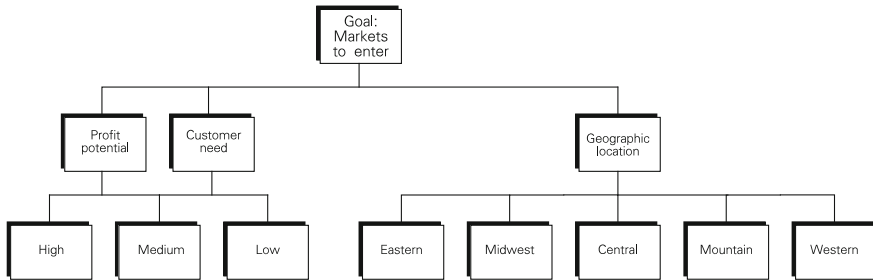 Goal:
Markets
to enter
Profit
potential
Customer
need
Geographic
location
High
Medium
Low
Eastern
Midwest
Central
Mountain
Western